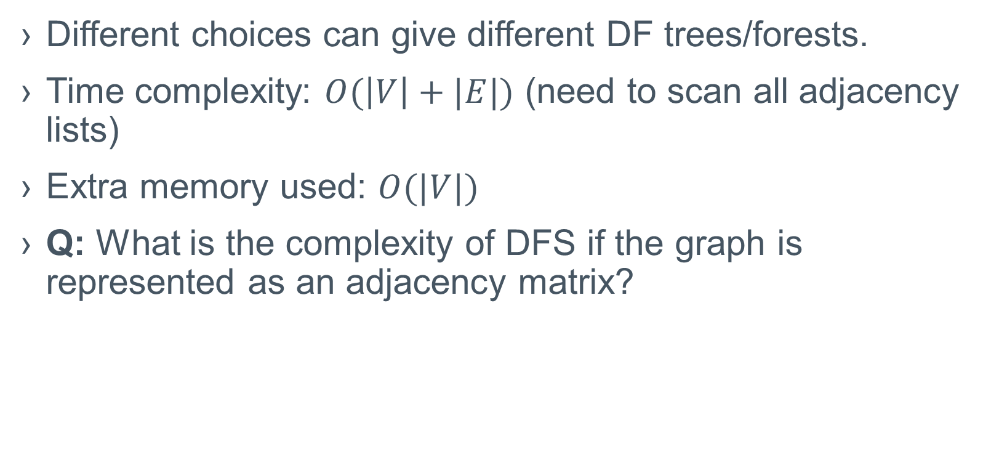 › Different choices can give different DF trees/forests.
› Time complexity: 𝑂(|𝑉| + |𝐸|) (need to scan all adjacency
lists)
› Extra memory used: 𝑂(|𝑉|)
› Q: What is the complexity of DFS if the graph is
represented as an adjacency matrix?